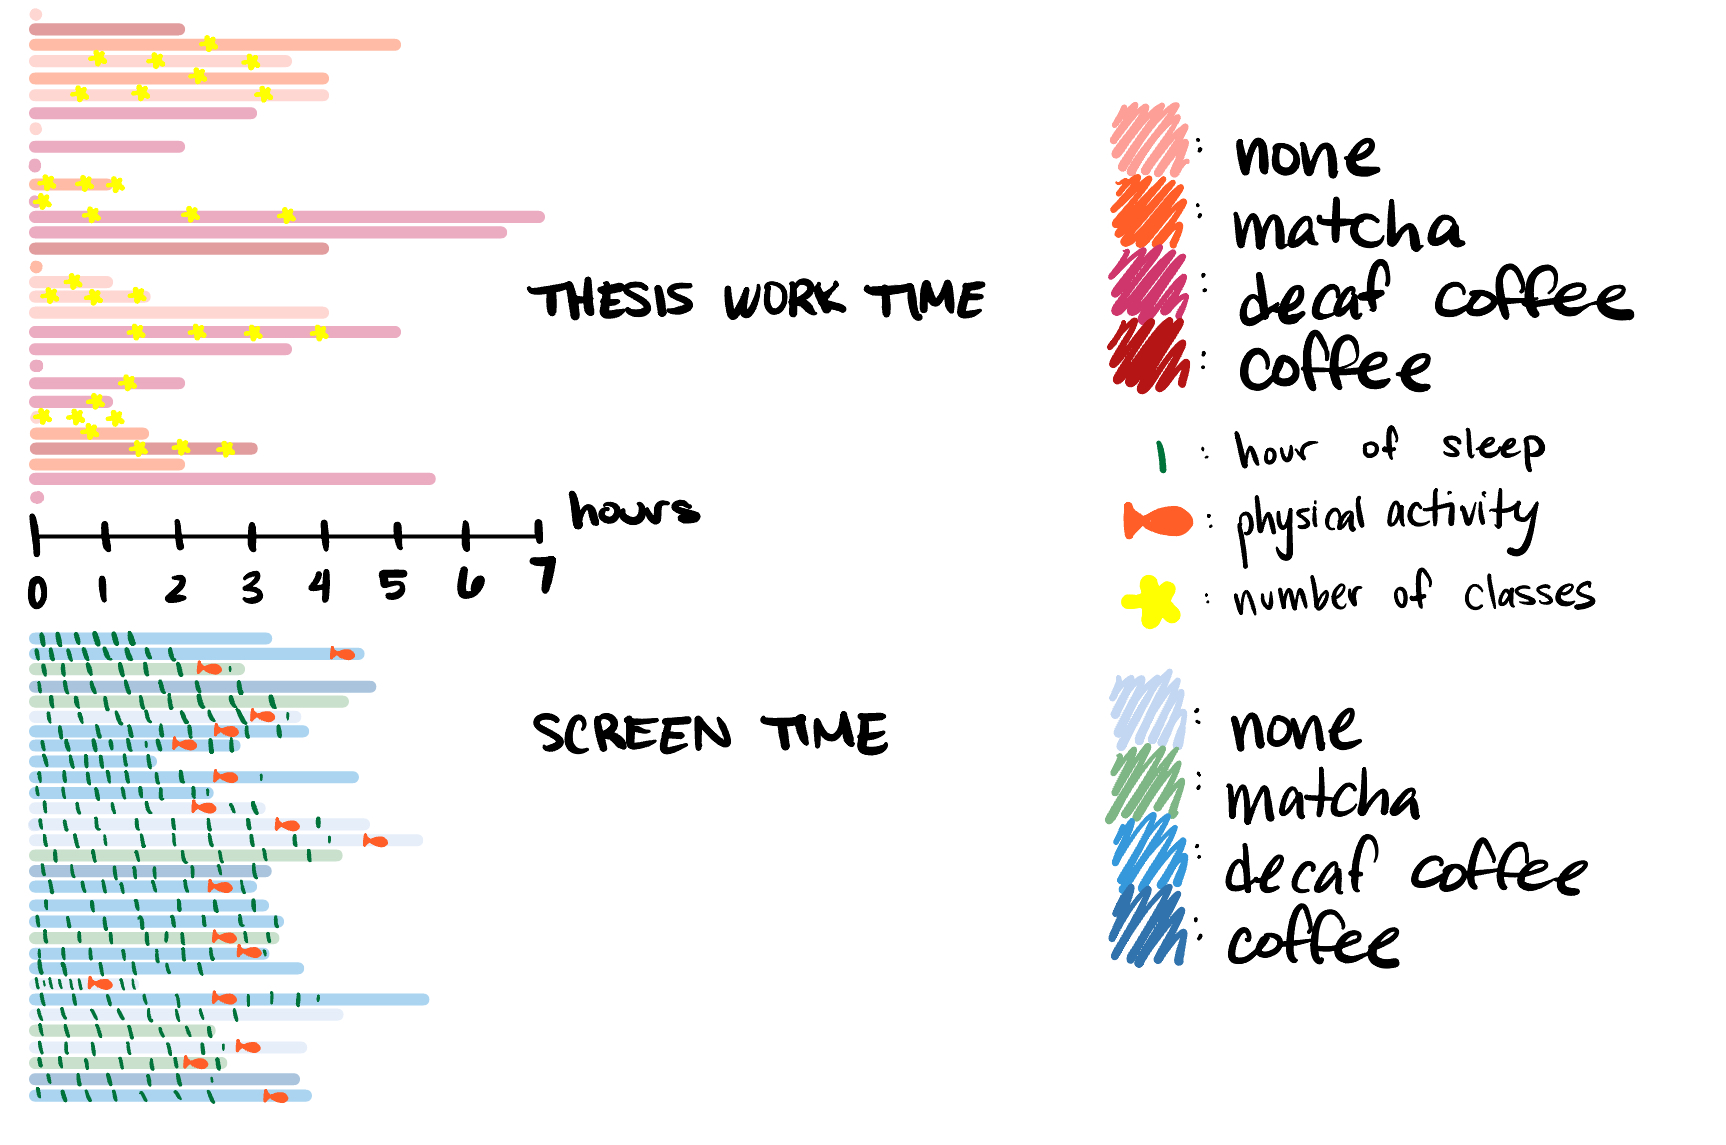 THESIS WORK TIME
hours
0 1 2 3 4 5 6 7
SCREEN TIME
: none
: matcha
: decaf coffee
: coffee
: hour of sleep
: physical activity
: number of classes
: none
: matcha
: decaf coffee
: coffee